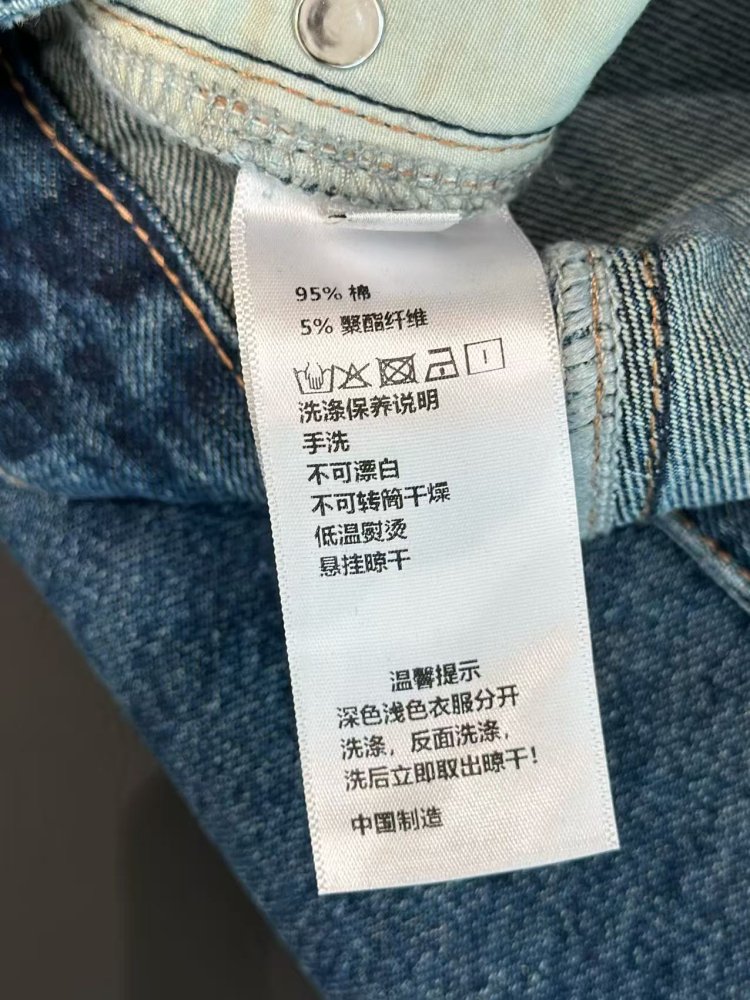 95% 棉
5% 聚酯纤维
洗涤保养说明
手洗
不可漂白
不可转筒干燥
低温熨烫
悬挂晾干
温馨提示
深色浅色衣服分开
洗涤，反面洗涤，
洗后立即取出晾干！
中国制造